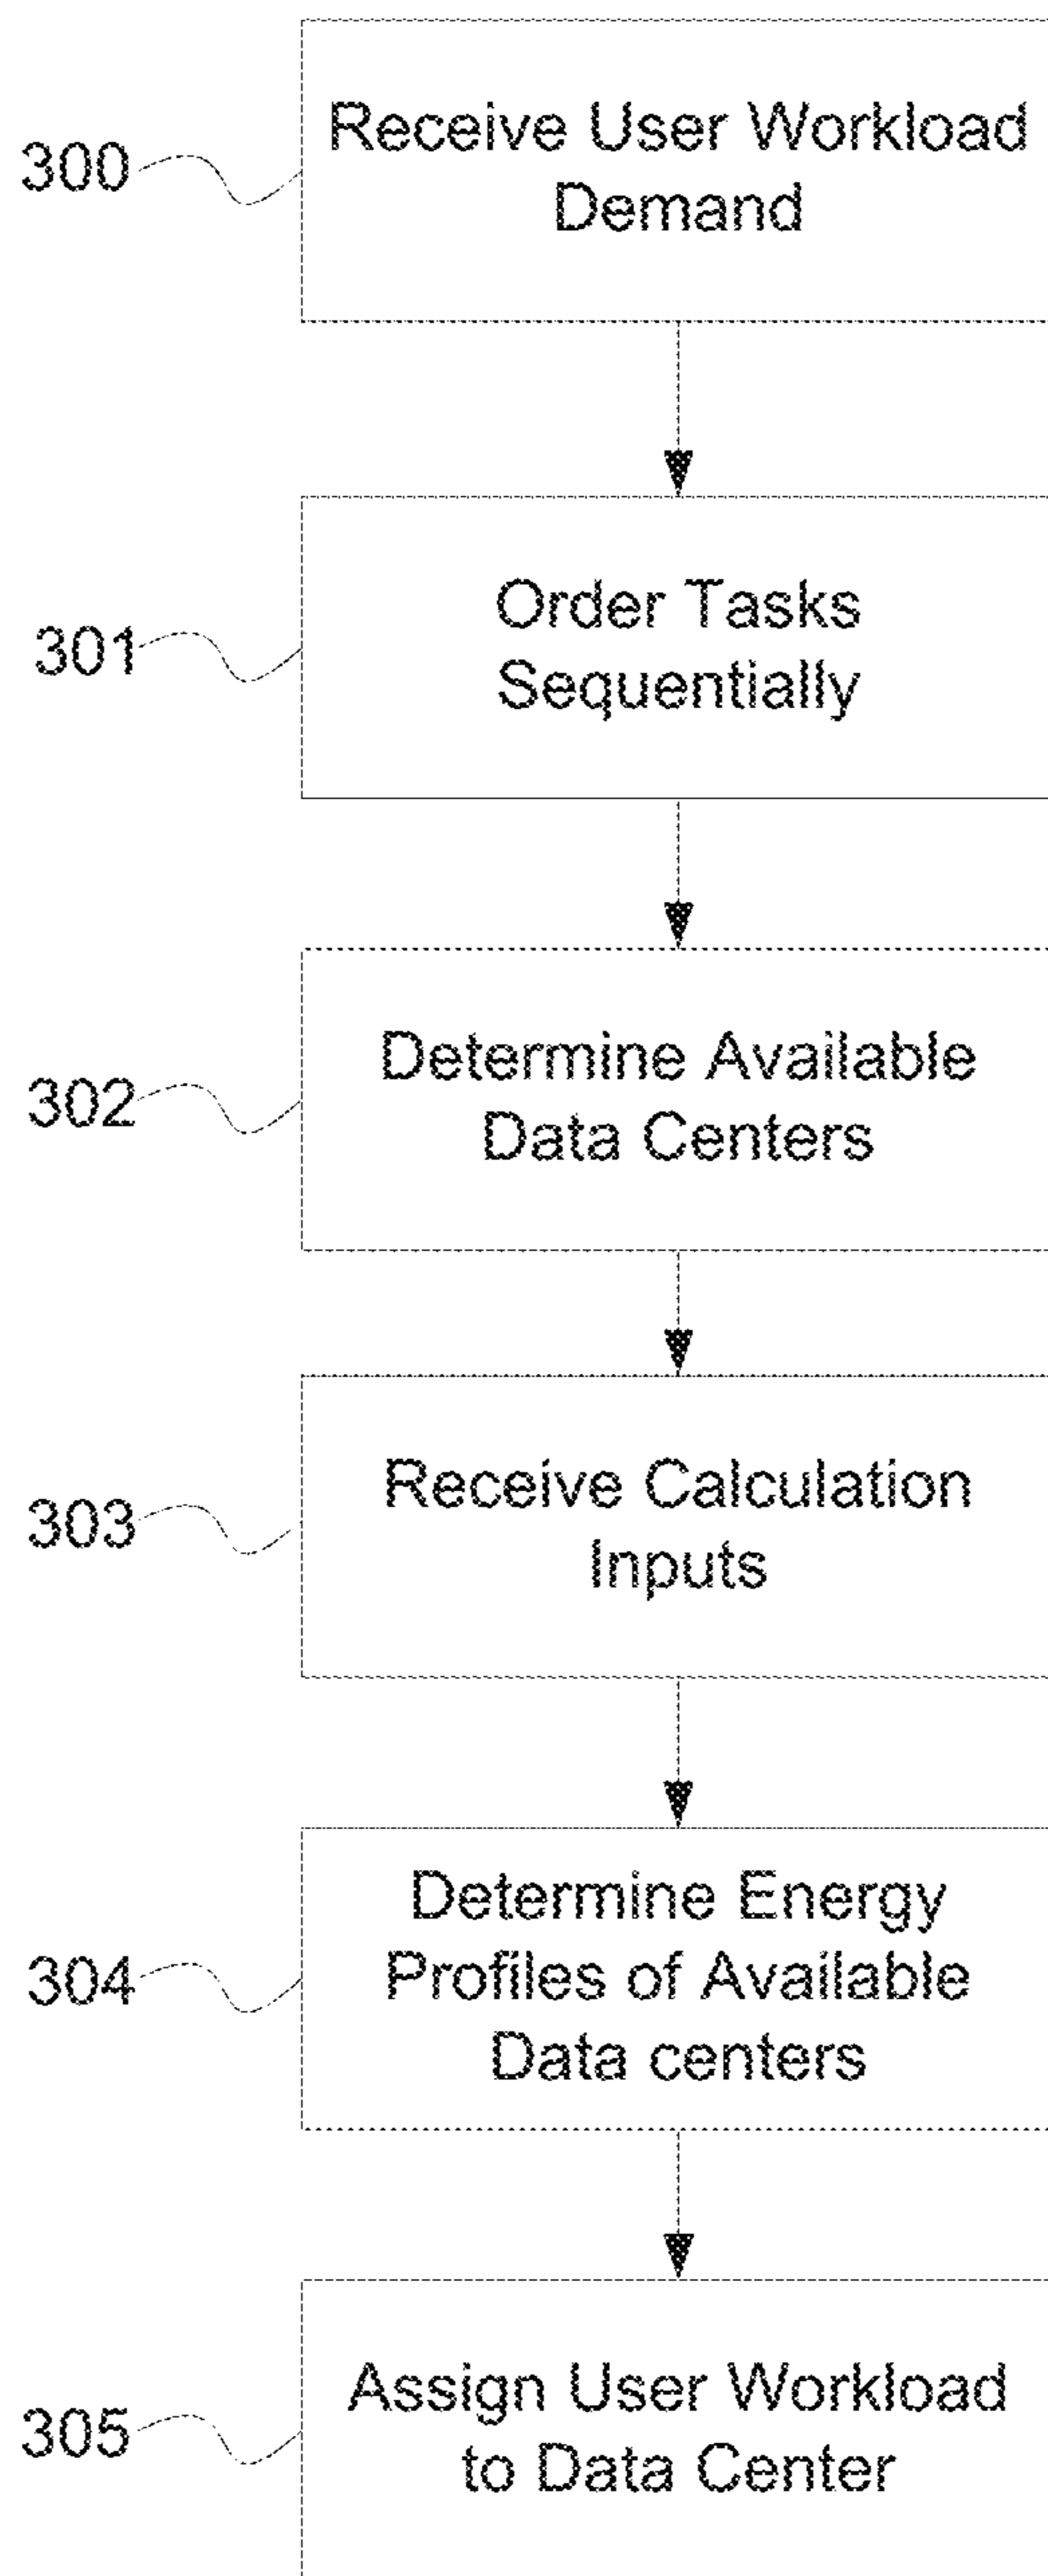 300
Receive User Workload
Demand
301
Order Tasks
Sequentially
302
Determine Available
Data Centers
303
Receive Calculation
Inputs
304
Determine Energy
Profiles of Available
Data centers
305
Assign User Workload
to Data Center